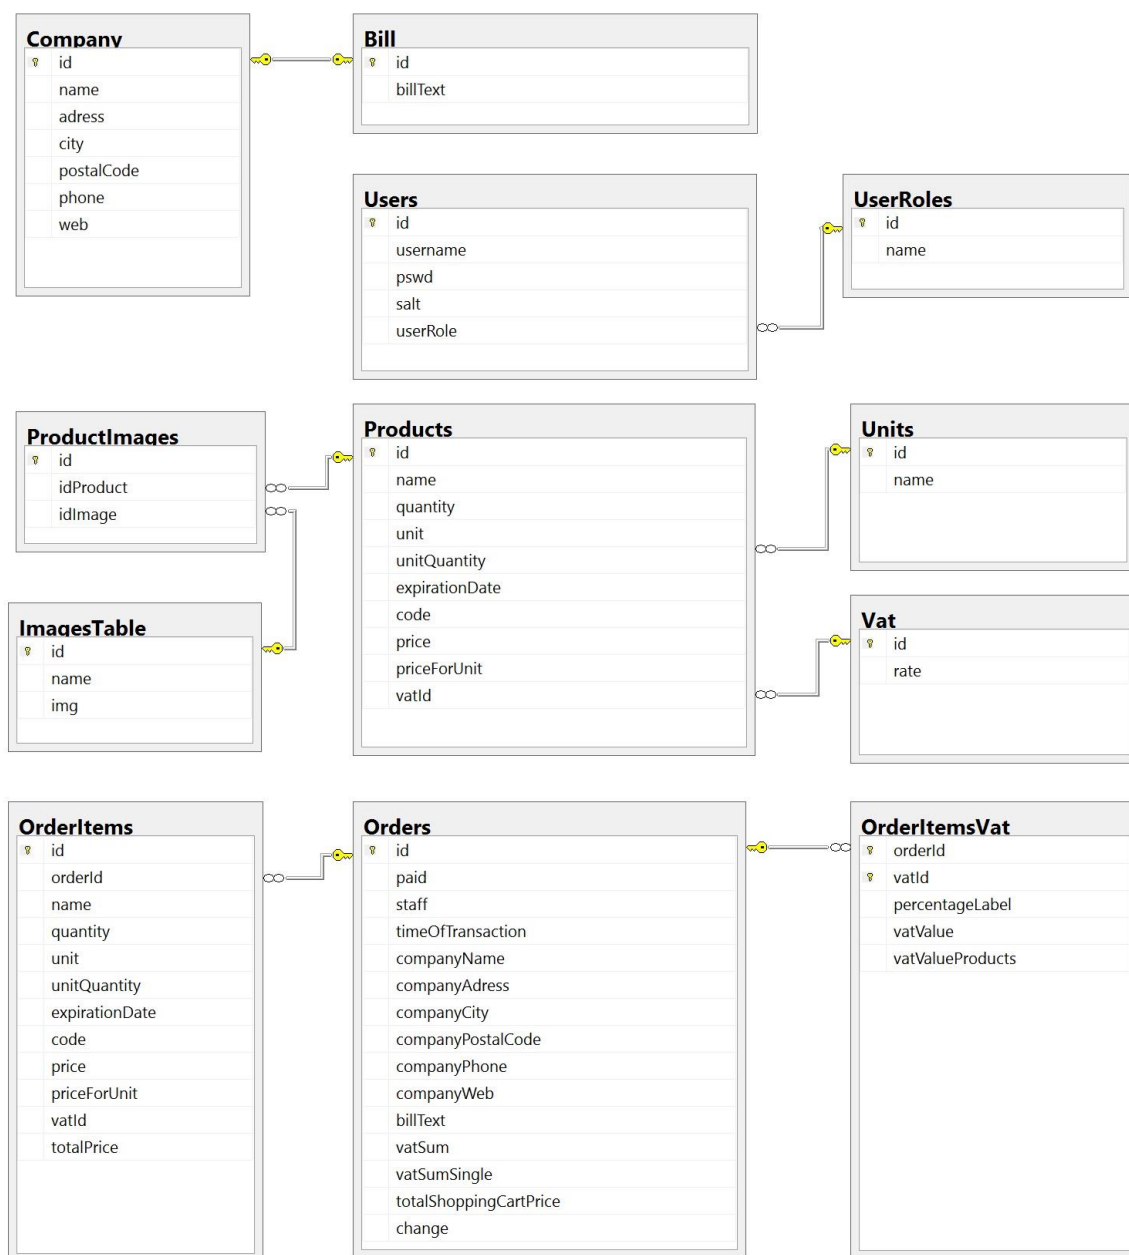 Company
id
name
adress
city
postalCode
phone
web
Bill
id
billText
Users
id
username
pswd
salt
userRole
UserRoles
id
name
ProductImages
id
idProduct
idImage
Products
id
name
quantity
unit
unitQuantity
expirationDate
code
price
priceForUnit
vatId
Units
id
name
ImagesTable
id
name
img
Vat
id
rate
OrderItems
id
orderId
name
quantity
unit
unitQuantity
expirationDate
code
price
priceForUnit
vatId
totalPrice
Orders
id
paid
staff
timeOfTransaction
companyName
companyAdress
companyCity
companyPostalCode
companyPhone
companyWeb
billText
vatSum
vatSumSingle
totalShoppingCartPrice
change
OrderItemsVat
orderId
vatId
percentageLabel
vatValue
vatValueProducts